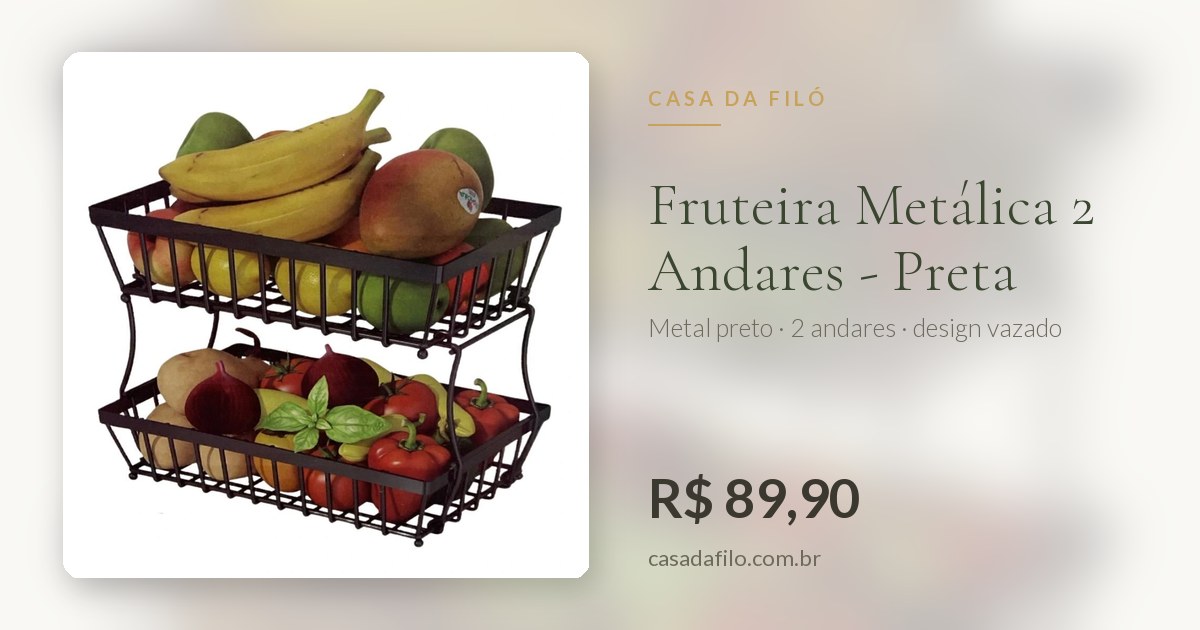 CASA DA FILÓ
Fruteira Metálica 2
Andares - Preta
Metal preto · 2 andares · design vazado
R$ 89,90
casadafilo.com.br